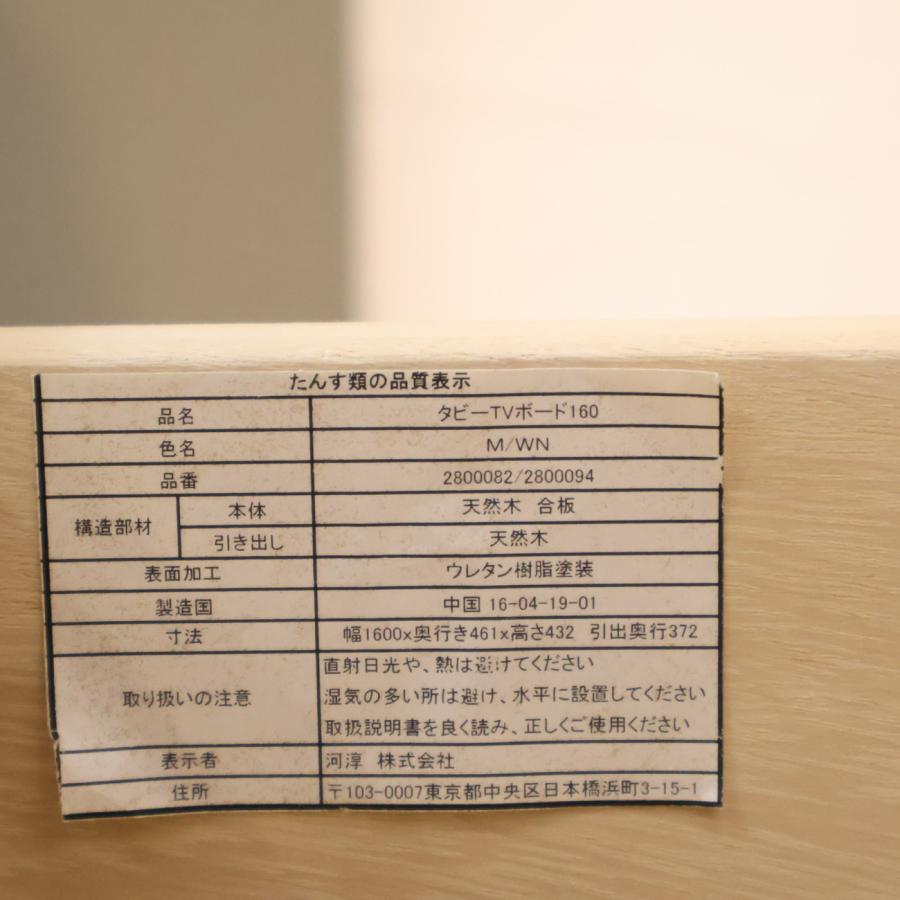 たんす類の品質表示
品名 タビーTVボード160
色名 M/WN
品番 2800082/2800094
構造部材 本体 天然木 合板
引き出し 天然木
表面加工 ウレタン樹脂塗装
製造国 中国 16-04-19-01
寸法 幅1600x奥行き461x高さ432 引出奥行372
取り扱いの注意 直射日光や、熱は避けてください
湿気の多い所は避け、水平に設置してください
取扱説明書を良く読み、正しくご使用ください
表示者 河淳 株式会社
住所 〒103-0007東京都中央区日本橋浜町3-15-1